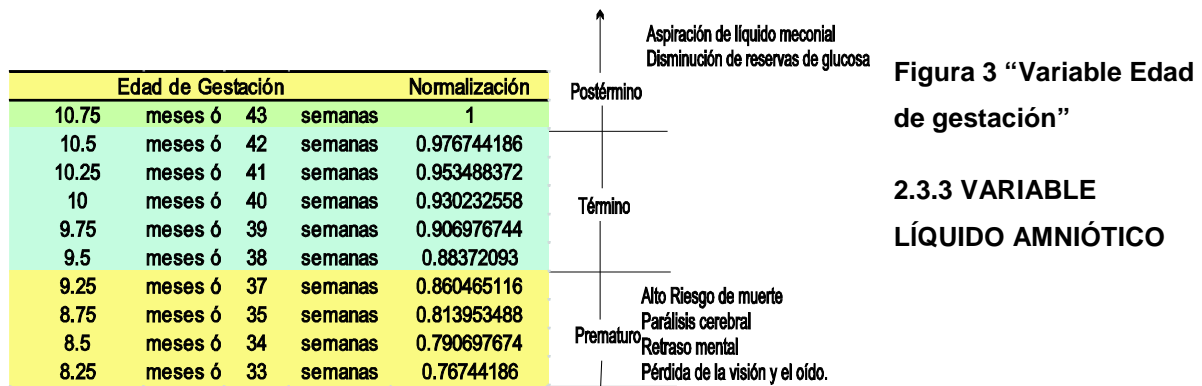 Aspiración de líquido meconial
Disminución de reservas de glucosa
Edad de Gestación Normalización
10.75 meses ó 43 semanas 1
10.5 meses ó 42 semanas 0.976744186
10.25 meses ó 41 semanas 0.953488372
10 meses ó 40 semanas 0.930232558
9.75 meses ó 39 semanas 0.906976744
9.5 meses ó 38 semanas 0.88372093
9.25 meses ó 37 semanas 0.860465116
8.75 meses ó 35 semanas 0.813953488
8.5 meses ó 34 semanas 0.790697674
8.25 meses ó 33 semanas 0.76744186
Postérmino
Término
Prematuro
Alto Riesgo de muerte
Parálisis cerebral
Retraso mental
Pérdida de la visión y el oído.
Figura 3 “Variable Edad
de gestación”
2.3.3 VARIABLE
LÍQUIDO AMNIÓTICO